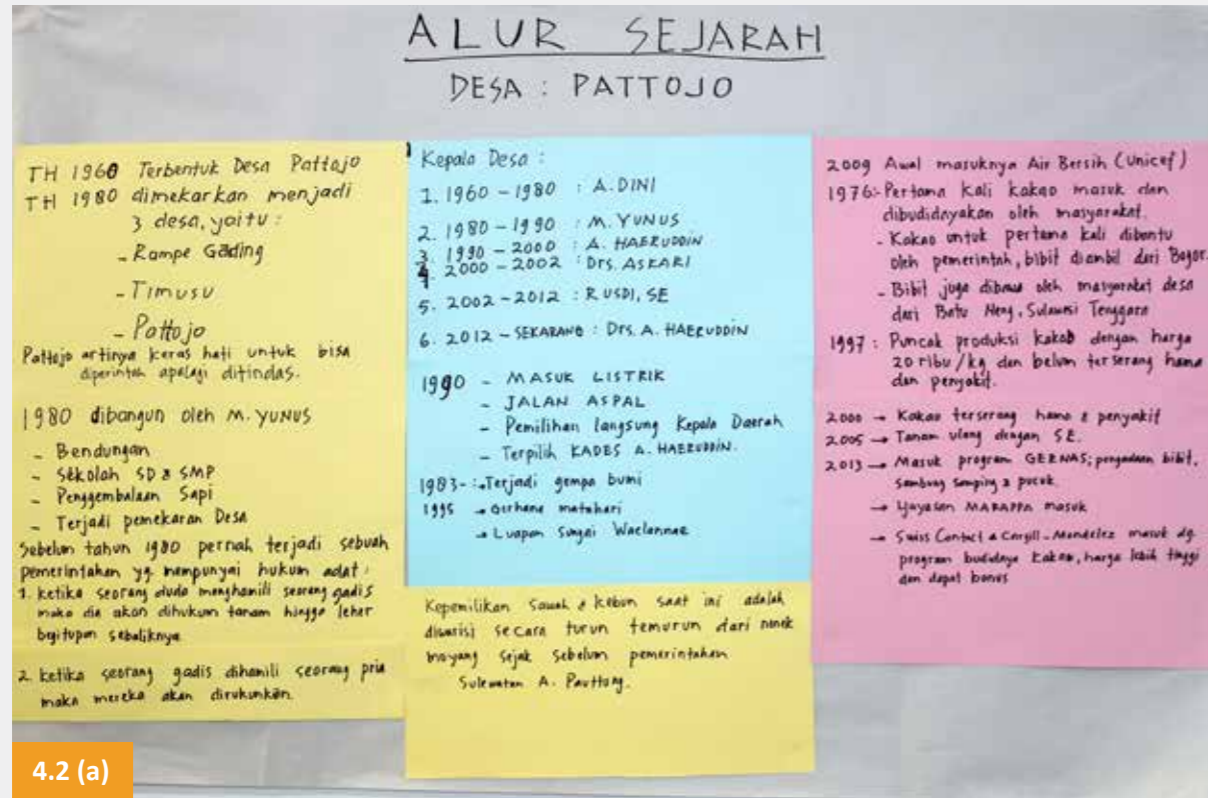 ALUR SEJARAH
DESA : PATTOJO
TH 1960 Terbentuk Desa Pattojo
TH 1980 dimekarkan menjadi
3 desa, yaitu :
- Rompe Gading
- Timusu
- Pattojo
Pattojo artinya keras hati untuk bisa
diperintah apalagi ditindas.
1980 dibangun oleh M. YUNUS
- Bendungan
- Sekolah SD & SMP
- Penggembalaan Sapi
- Terjadi pemekaran Desa
Sebelum tahun 1980 pernah terjadi sebuah
pemerintahan yg mempunyai hukum adat :
1. ketika seorang duda menghamili seorang gadis
maka dia akan dihukum tanam hingga leher
begitupun sebaliknya.
2. ketika seorang gadis dihamili seorang pria
maka mereka akan dirukunkan.
Kepala Desa :
1. 1960 - 1980 : A. DINI
2. 1980 - 1990 : M. YUNUS
3. 1990 - 2000 : A. HAERUDDIN
4. 2000 - 2002 : Drs. ASKARI
5. 2002 - 2012 : RUSDI, SE
6. 2012 - SEKARANG : Drs. A. HAERUDDIN
1990 - MASUK LISTRIK
- JALAN ASPAL
- Pemilihan langsung Kepala Daerah
- Terpilih KADES A. HAERUDDIN.
1983 - : Terjadi gempa bumi
1995 → Gerhana matahari
→ Luapan Sungai Waelannae
Kepemilikan Sawah & Kebun saat ini adalah
diwarisi secara turun temurun dari nenek
moyang sejak sebelum pemerintahan
Sulewatan A. Pauttong.
2009 Awal masuknya Air Bersih (Unicef)
1976:- Pertama Kali kakao masuk dan
dibudidayakan oleh masyarakat.
- Kakao untuk pertama kali dibantu
oleh pemerintah, bibit diambil dari Bogor.
- Bibit juga dibawa oleh masyarakat desa
dari Batu Neng, Sulawesi Tenggara
1997 : Puncak produksi kakao dengan harga
20 ribu/kg dan belum terserang hama
dan penyakit.
2000 → Kakao terserang hama & penyakit
2005 → Tanam ulang dengan SE.
2013 → Masuk program GERNAS; pengadaan bibit,
Sambung samping & pucuk.
→ Yayasan MARAPPA masuk
→ Swiss Contact & Cargill - Mondelez masuk dg
program budidaya kakao, harga lebih tinggi
dan dapat bonus
4.2 (a)